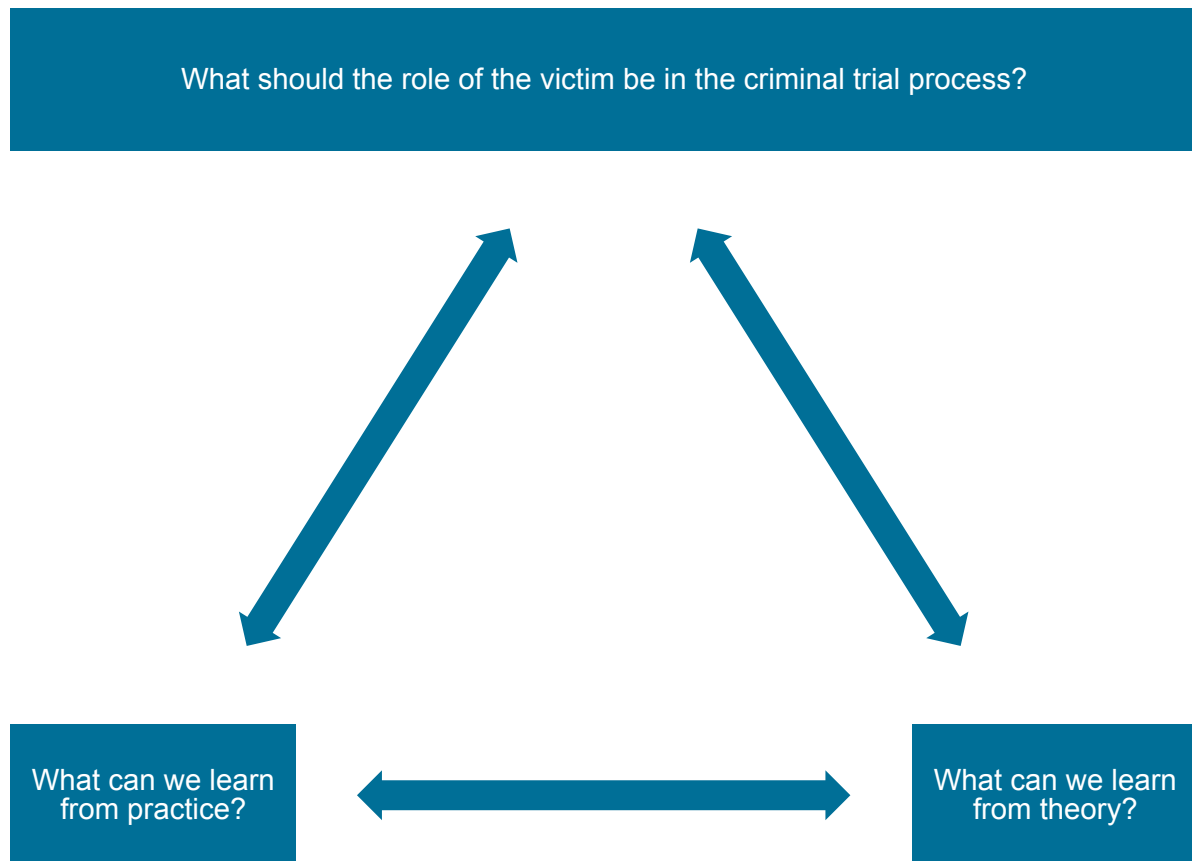 What should the role of the victim be in the criminal trial process?
What can we learn
from practice?
What can we learn
from theory?